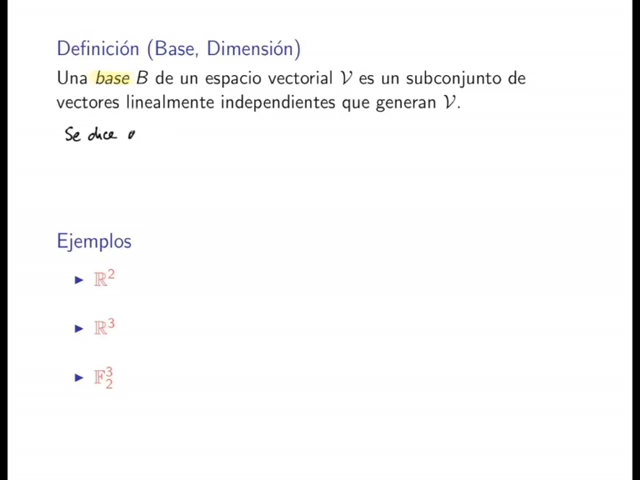 Definición (Base, Dimensión)
Una base B de un espacio vectorial 𝒱 es un subconjunto de
vectores linealmente independientes que generan 𝒱.
Se dice
Ejemplos
▶ ℝ²
▶ ℝ³
▶ 𝔽₂³